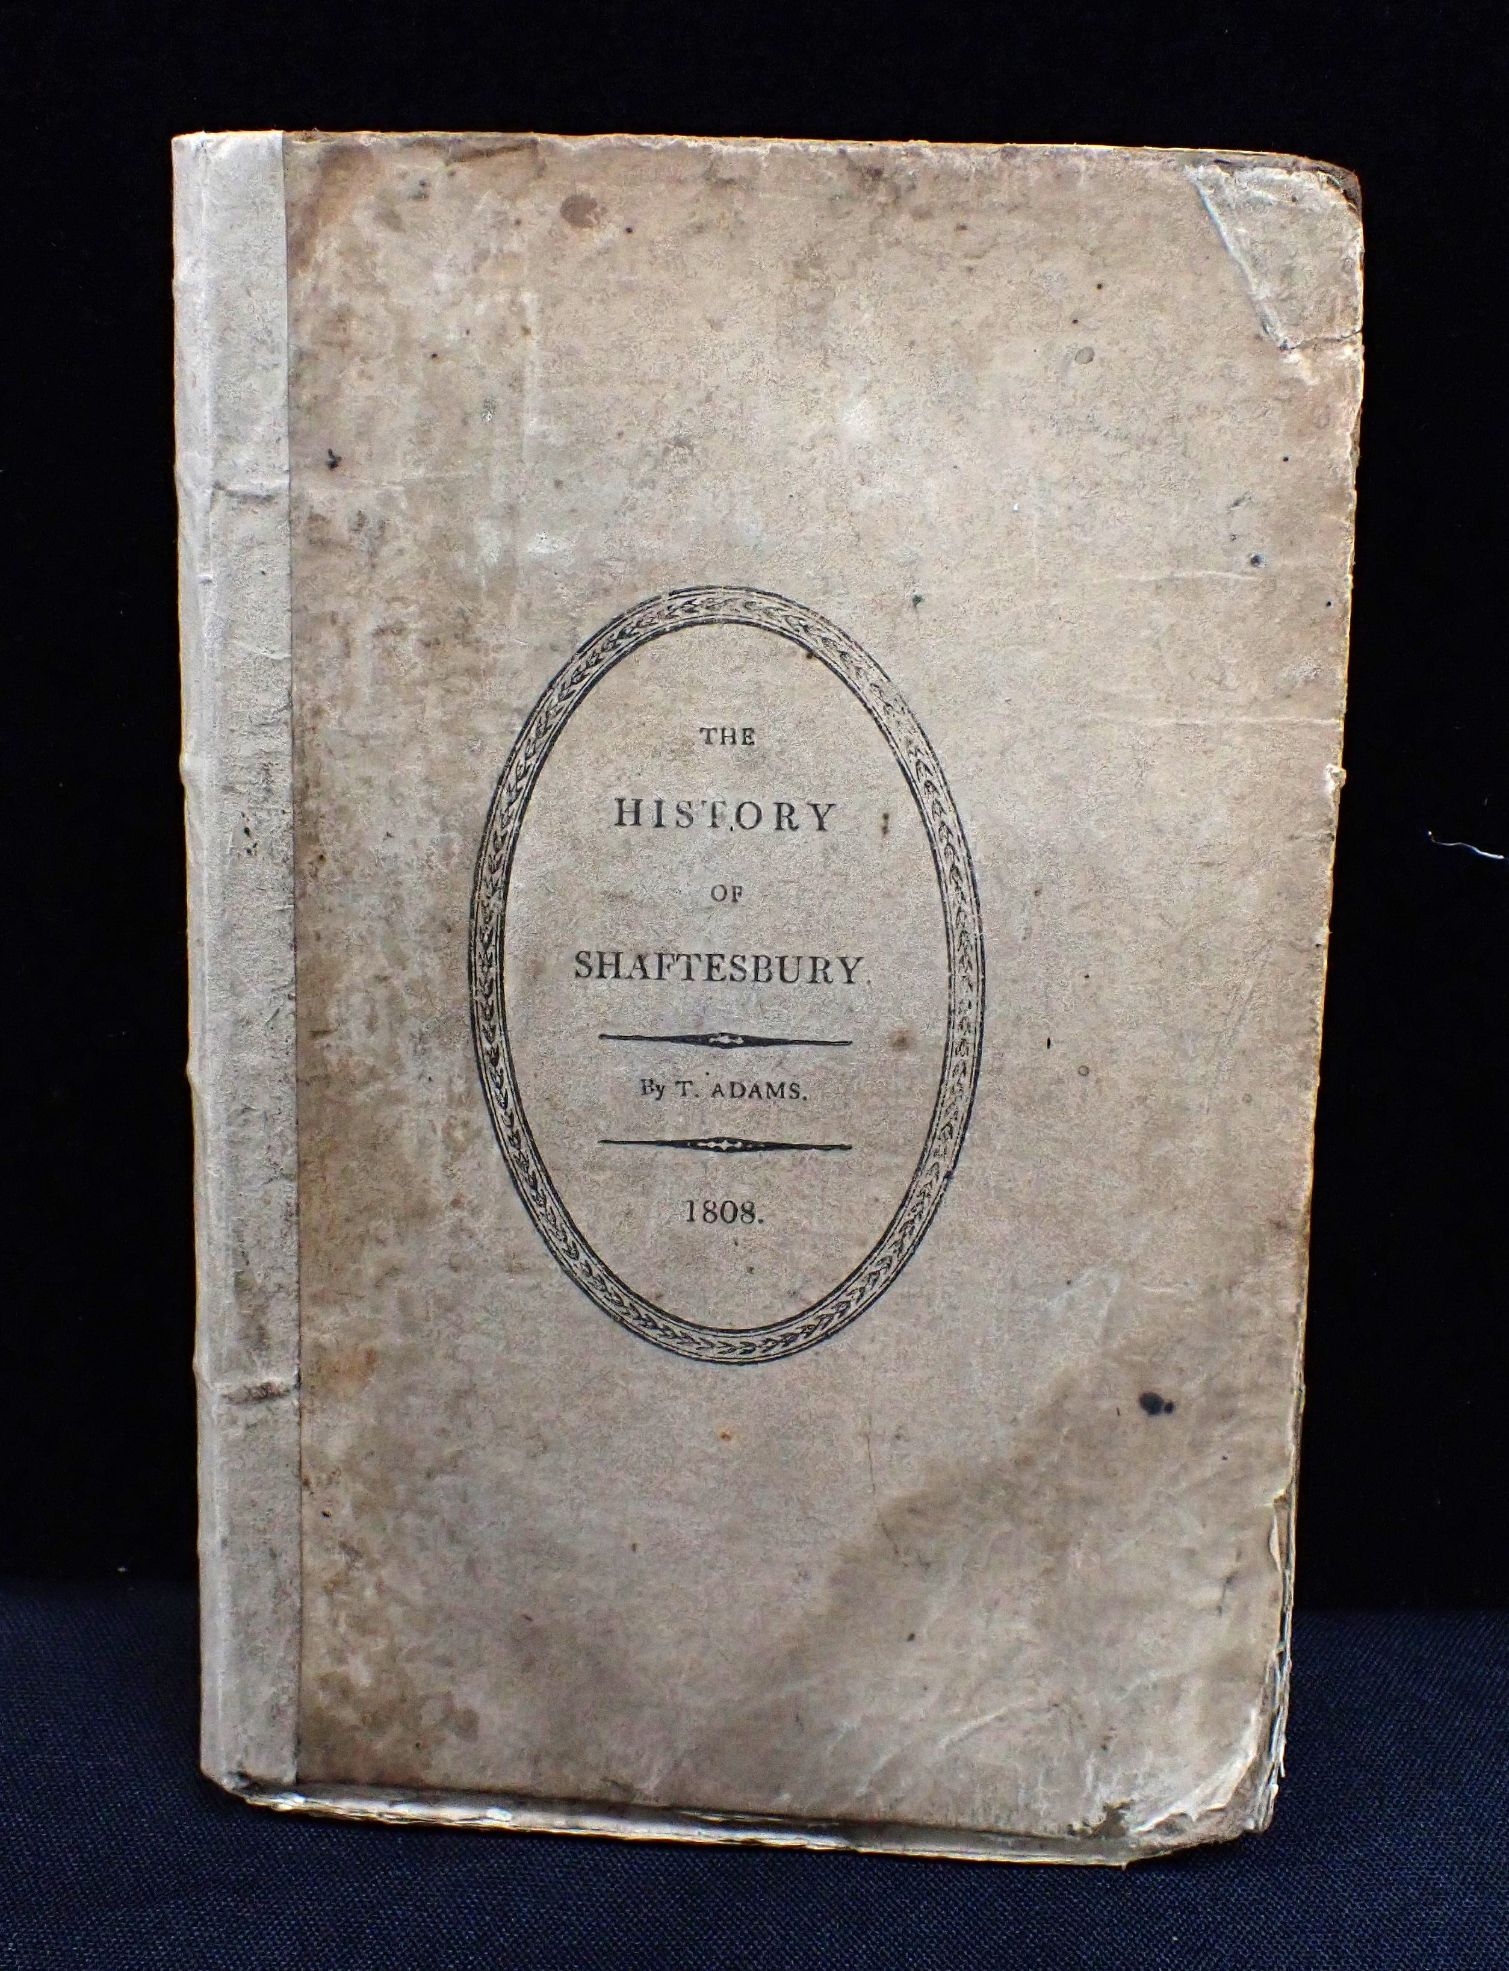 THE
HISTORY
OF
SHAFTESBURY.
By T. ADAMS.
1808.